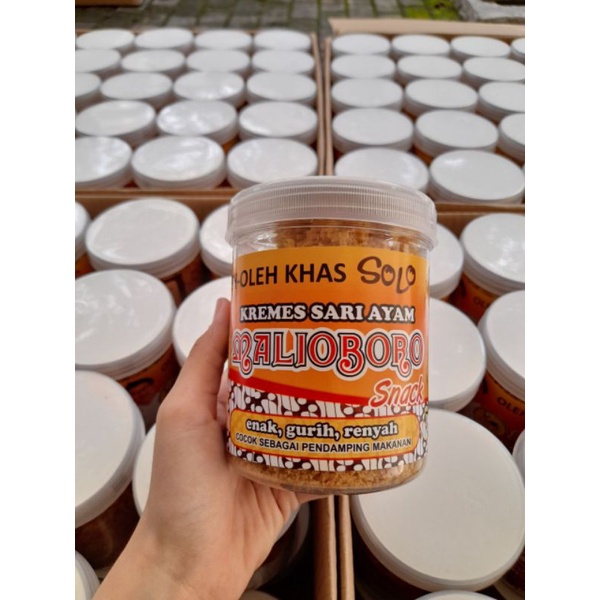 -OLEH KHAS SOLO
KREMES SARI AYAM
MALIOBORO
Snack
enak, gurih, renyah
COCOK SEBAGAI PENDAMPING MAKANAN